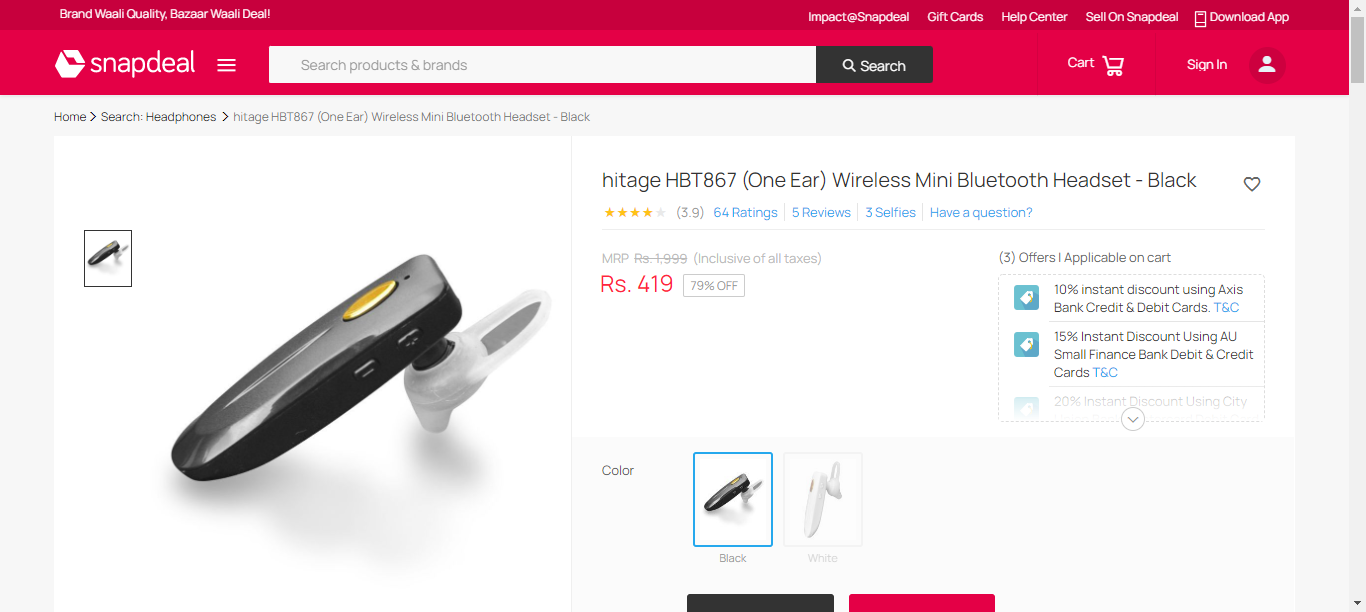 Brand Waali Quality, Bazaar Waali Deal!
Impact@Snapdeal Gift Cards Help Center Sell On Snapdeal Download App
snapdeal
Search products & brands
Search
Cart
Sign In
Home > Search: Headphones > hitage HBT867 (One Ear) Wireless Mini Bluetooth Headset - Black
hitage HBT867 (One Ear) Wireless Mini Bluetooth Headset - Black
(3.9) 64 Ratings 5 Reviews 3 Selfies Have a question?
MRP Rs. 1,999 (Inclusive of all taxes)
Rs. 419 79% OFF
(3) Offers | Applicable on cart
10% instant discount using Axis
Bank Credit & Debit Cards. T&C
15% Instant Discount Using AU
Small Finance Bank Debit & Credit
Cards T&C
20% Instant Discount Using City
Color
Black
White